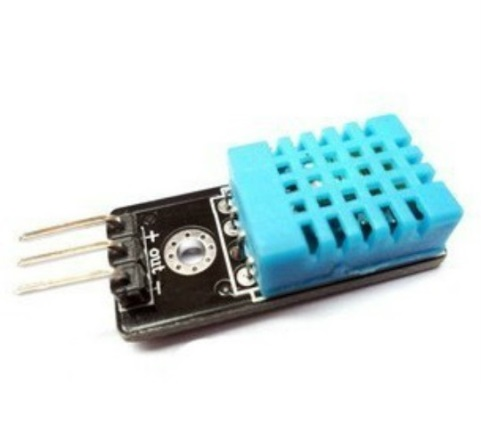 + out -